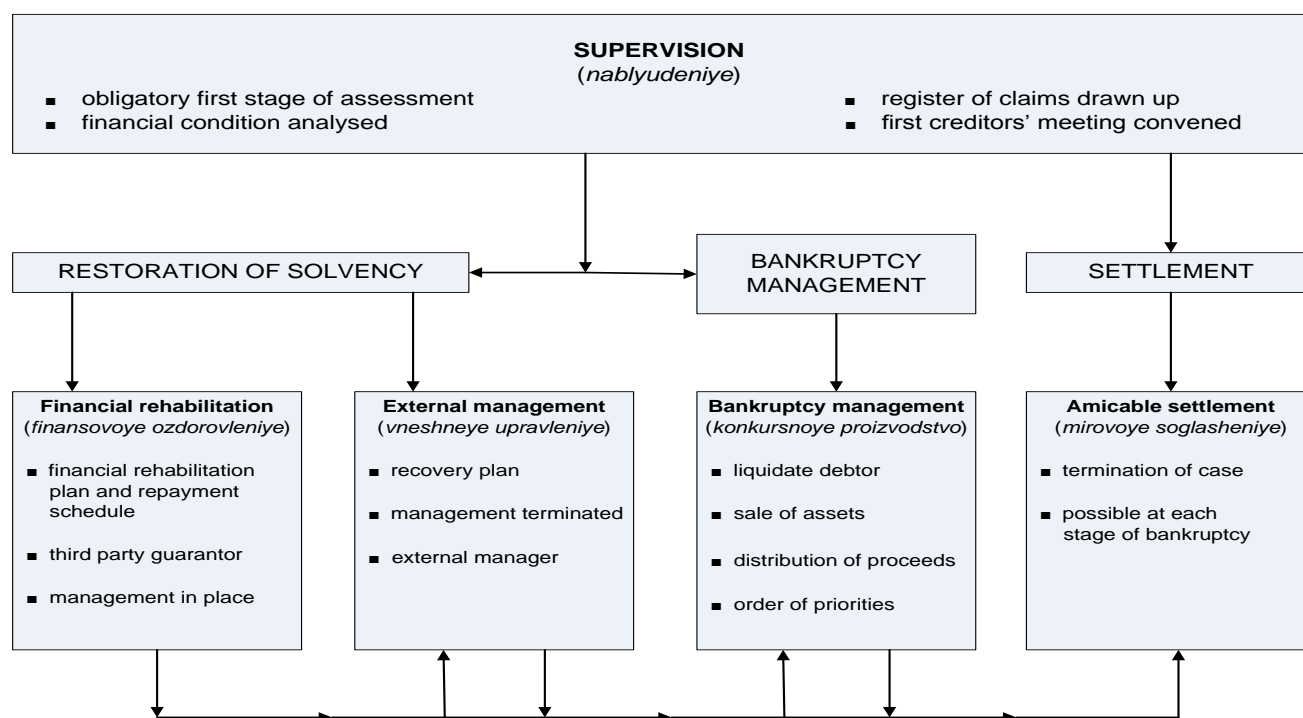 SUPERVISION
(nablyudeniye)
▪ obligatory first stage of assessment
▪ financial condition analysed
▪ register of claims drawn up
▪ first creditors’ meeting convened
RESTORATION OF SOLVENCY
BANKRUPTCY
MANAGEMENT
SETTLEMENT
Financial rehabilitation
(finansovoye ozdorovleniye)
▪ financial rehabilitation
plan and repayment
schedule
▪ third party guarantor
▪ management in place
External management
(vneshneye upravleniye)
▪ recovery plan
▪ management terminated
▪ external manager
Bankruptcy management
(konkursnoye proizvodstvo)
▪ liquidate debtor
▪ sale of assets
▪ distribution of proceeds
▪ order of priorities
Amicable settlement
(mirovoye soglasheniye)
▪ termination of case
▪ possible at each
stage of bankruptcy